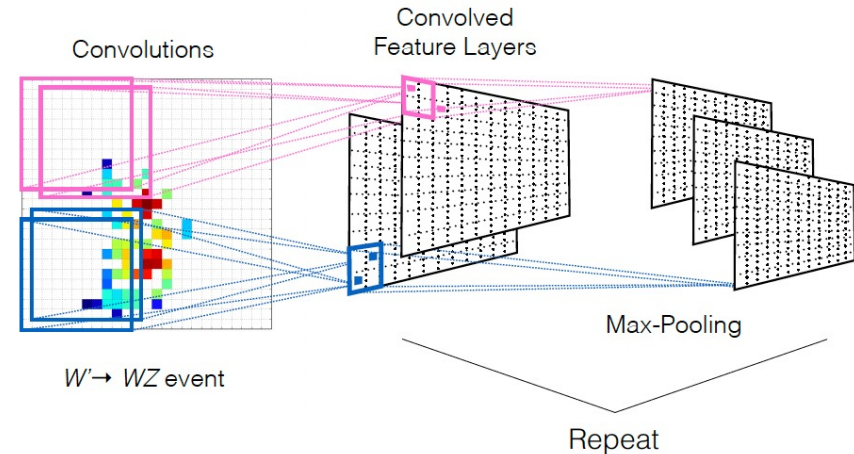 Convolutions
Convolved
Feature Layers
W'→ WZ event
Max-Pooling
Repeat